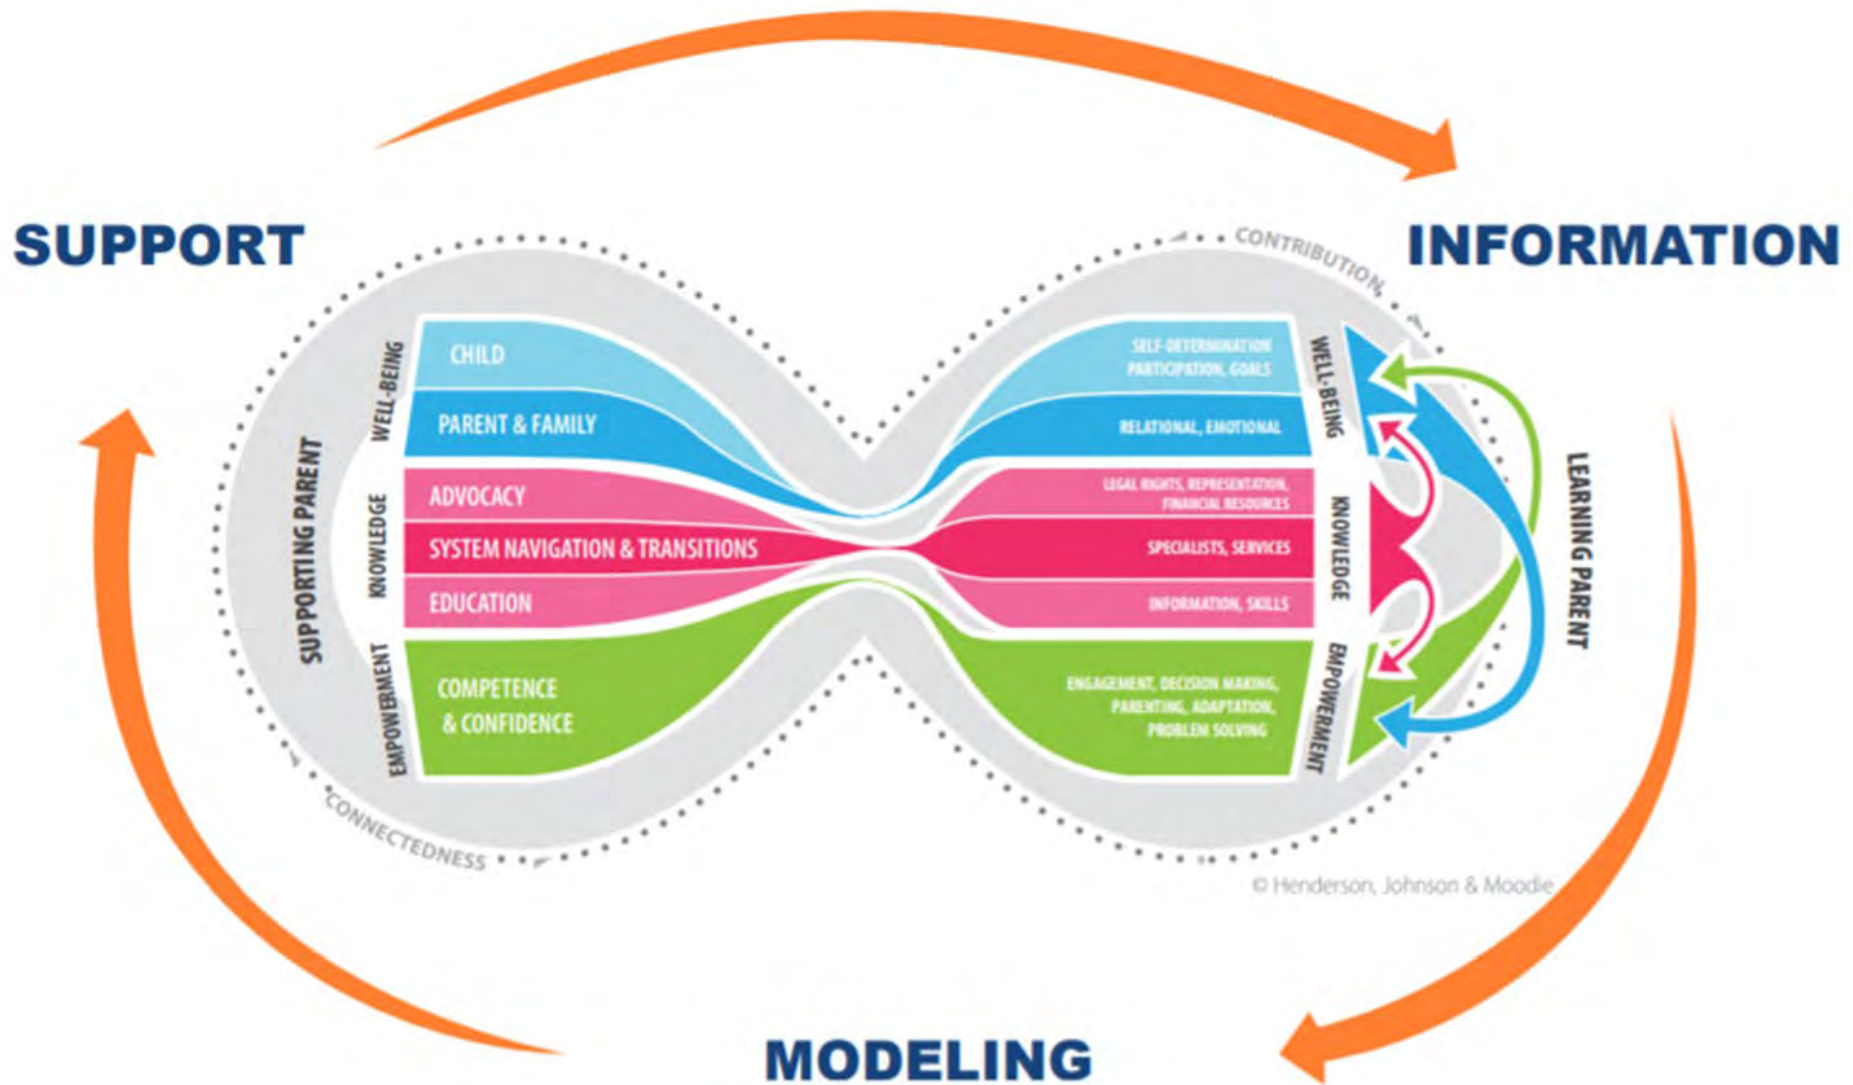 SUPPORT
INFORMATION
CONTRIBUTION
SUPPORTING PARENT
WELL-BEING
CHILD
PARENT & FAMILY
KNOWLEDGE
ADVOCACY
SYSTEM NAVIGATION & TRANSITIONS
EDUCATION
EMPOWERMENT
COMPETENCE
& CONFIDENCE
SELF-DETERMINATION
PARTICIPATION, GOALS
RELATIONAL, EMOTIONAL
WELL-BEING
LEGAL RIGHTS, REPRESENTATION,
FINANCIAL RESOURCES
SPECIALISTS, SERVICES
INFORMATION, SKILLS
KNOWLEDGE
ENGAGEMENT, DECISION MAKING,
PARENTING, ADAPTATION,
PROBLEM SOLVING
EMPOWERMENT
LEARNING PARENT
CONNECTEDNESS
© Henderson, Johnson & Moodie
MODELING